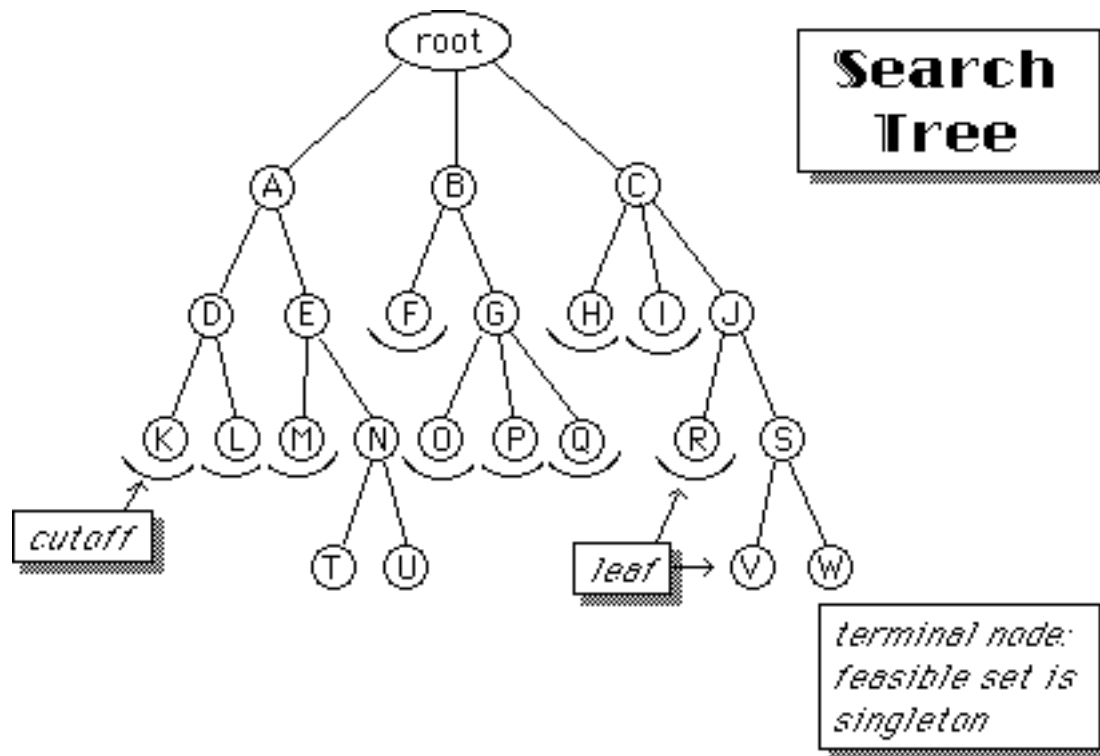 root
Search
Tree
A B C
D E F G H I J
K L M N O P Q R S
cutoff
T U leaf V W
terminal node:
feasible set is
singleton